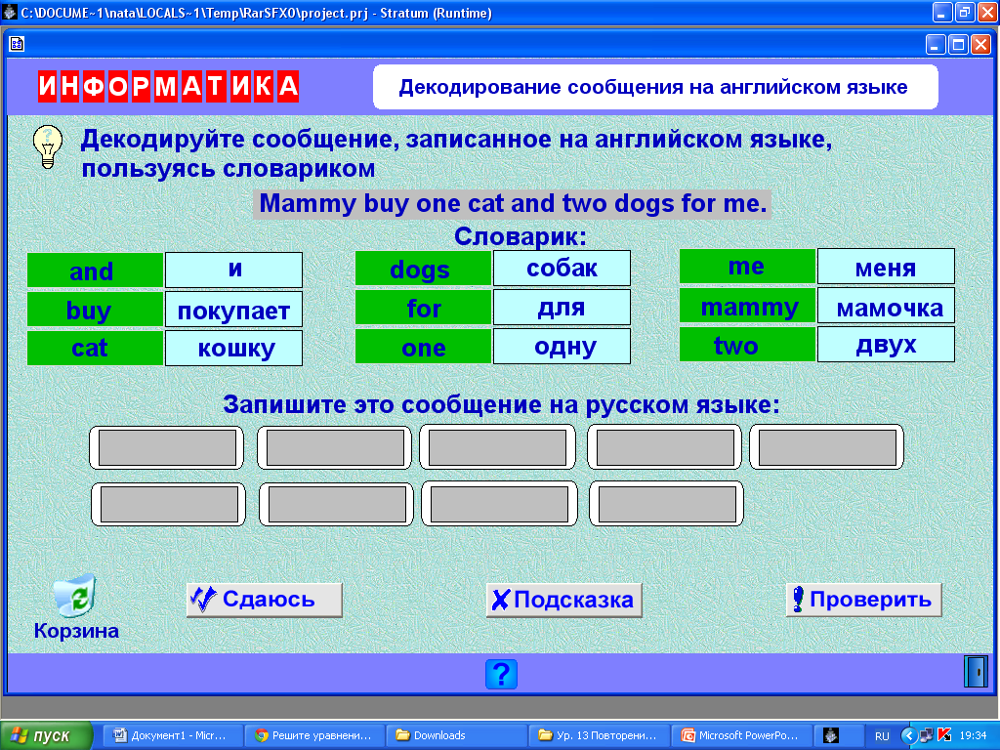 C:\DOCUME~1\nata\LOCALS~1\Temp\RarSFX0\project.prj - Stratum (Runtime)
ИНФОРМАТИКА
Декодирование сообщения на английском языке
Декодируйте сообщение, записанное на английском языке,
пользуясь словариком
Mammy buy one cat and two dogs for me.
Словарик:
and и dogs собак me меня
buy покупает for для mammy мамочка
cat кошку one одну two двух
Запишите это сообщение на русском языке:
Сдаюсь Подсказка Проверить
Корзина
?
пуск Документ1 - Micr... Решите уравнени... Downloads Ур. 13 Повторени... Microsoft PowerPo... RU 19:34